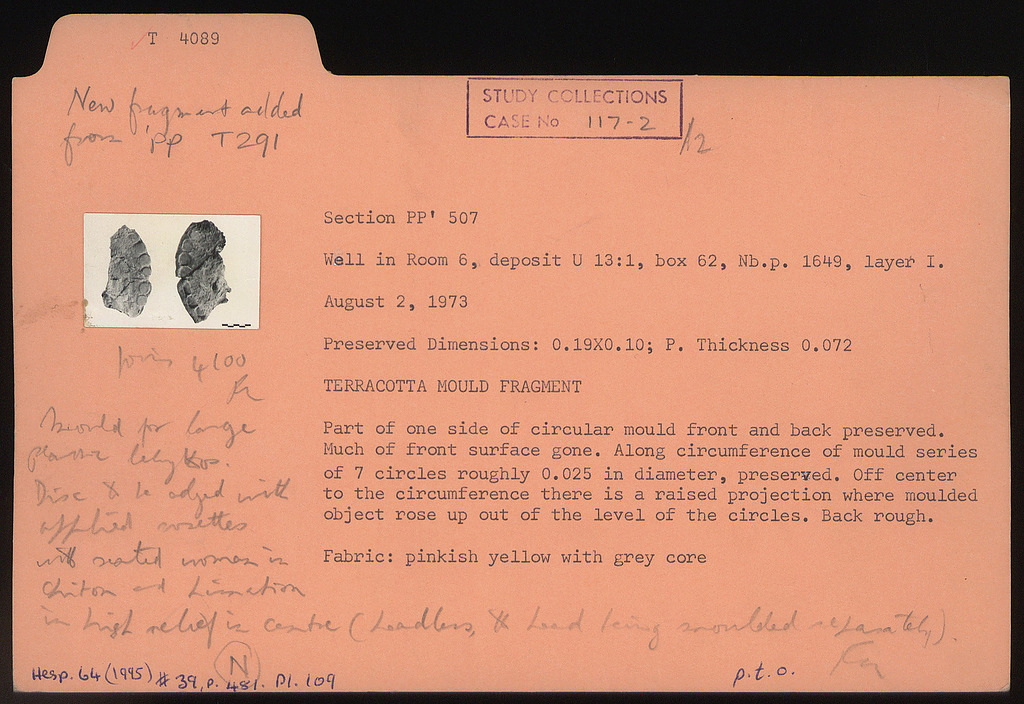 T 4089
New fragment added
from 'PP T291
STUDY COLLECTIONS
CASE No 117-2
/12
Section PP' 507
Well in Room 6, deposit U 13:1, box 62, Nb.p. 1649, layer I.
August 2, 1973
Preserved Dimensions: 0.19X0.10; P. Thickness 0.072
TERRACOTTA MOULD FRAGMENT
Part of one side of circular mould front and back preserved.
Much of front surface gone. Along circumference of mould series
of 7 circles roughly 0.025 in diameter, preserved. Off center
to the circumference there is a raised projection where moulded
object rose up out of the level of the circles. Back rough.
Fabric: pinkish yellow with grey core
joins 4100
Mould for large
plastic lekythos.
Disc to be edged with
applied rosettes
with seated woman in
chiton and himation
in high relief in centre (headless, head being moulded separately).
N
Hesp. 64 (1995) # 39, p. 481. Pl. 109
p.t.o.